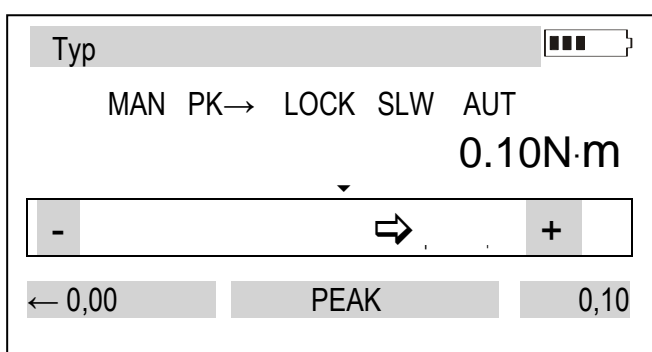 Typ
MAN PK→ LOCK SLW AUT
0.10N·m
- +
← 0,00 PEAK 0,10